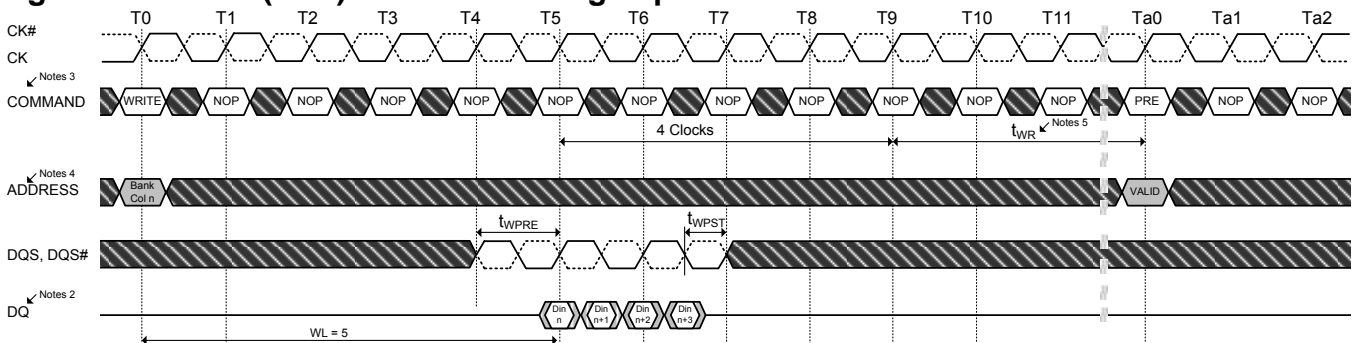 T0 T1 T2 T3 T4 T5 T6 T7 T8 T9 T10 T11 Ta0 Ta1 Ta2
CK#
CK
Notes 3
COMMAND WRITE NOP NOP NOP NOP NOP NOP NOP NOP NOP NOP NOP PRE NOP NOP
4 Clocks tWR Notes 5
Notes 4
ADDRESS Bank Col n VALID
tWPRE tWPST
DQS, DQS#
Notes 2
DQ Din n Din n+1 Din n+2 Din n+3
WL = 5